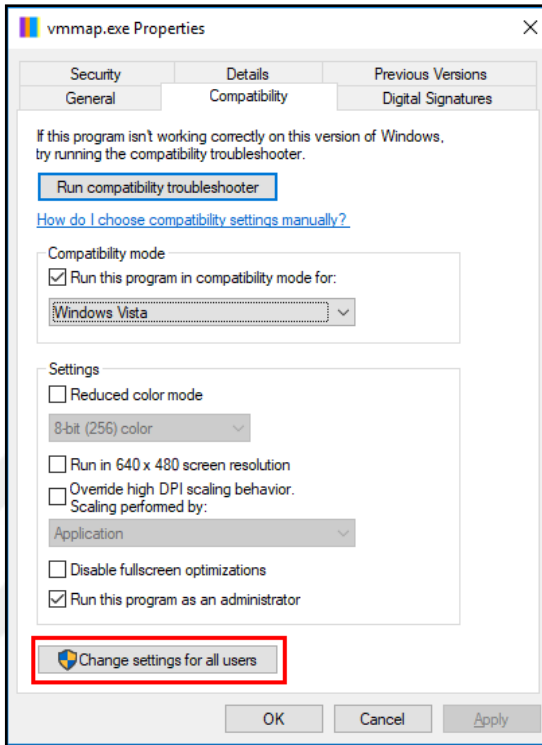 vmmap.exe Properties
Security Details Previous Versions
General Compatibility Digital Signatures
If this program isn't working correctly on this version of Windows,
try running the compatibility troubleshooter.
Run compatibility troubleshooter
How do I choose compatibility settings manually?
Compatibility mode
Run this program in compatibility mode for:
Windows Vista
Settings
Reduced color mode
8-bit (256) color
Run in 640 x 480 screen resolution
Override high DPI scaling behavior.
Scaling performed by:
Application
Disable fullscreen optimizations
Run this program as an administrator
Change settings for all users
OK Cancel Apply